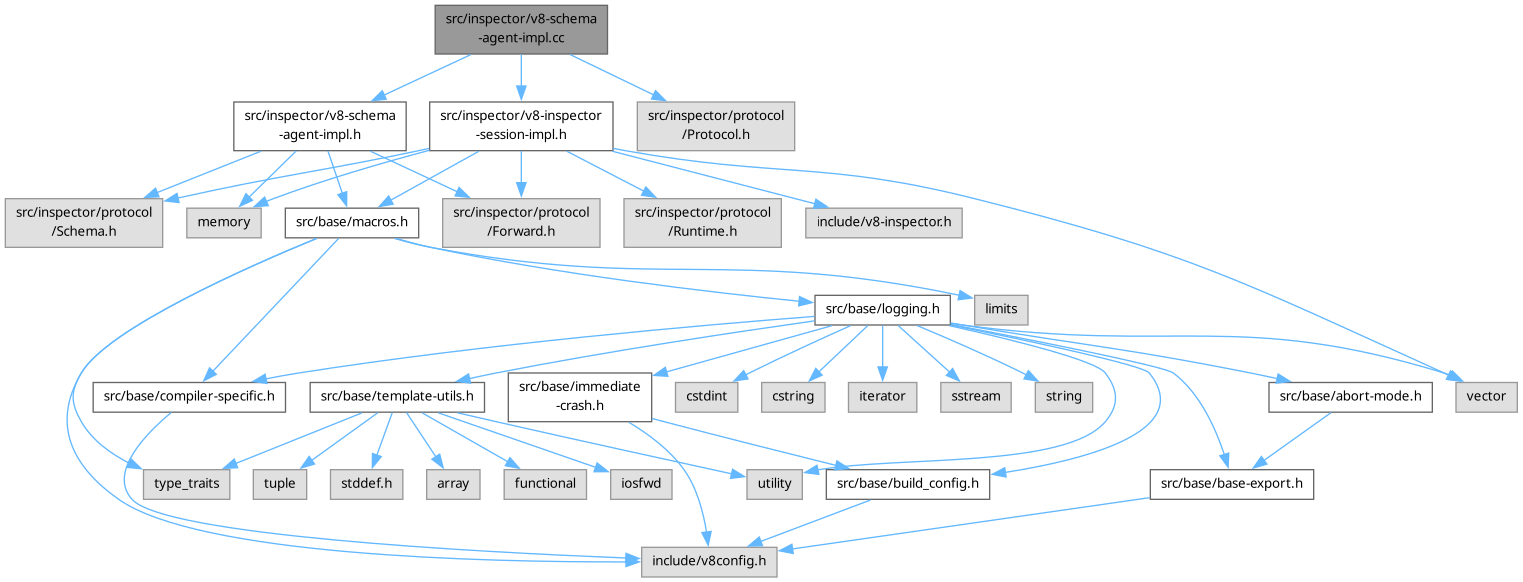 src/inspector/v8-schema
-agent-impl.cc
src/inspector/v8-schema
-agent-impl.h
src/inspector/v8-inspector
-session-impl.h
src/inspector/protocol
/Protocol.h
src/inspector/protocol
/Schema.h
memory
src/base/macros.h
src/inspector/protocol
/Forward.h
src/inspector/protocol
/Runtime.h
include/v8-inspector.h
src/base/logging.h
limits
src/base/compiler-specific.h
src/base/template-utils.h
src/base/immediate
-crash.h
cstdint
cstring
iterator
sstream
string
src/base/abort-mode.h
vector
type_traits
tuple
stddef.h
array
functional
iosfwd
utility
src/base/build_config.h
src/base/base-export.h
include/v8config.h